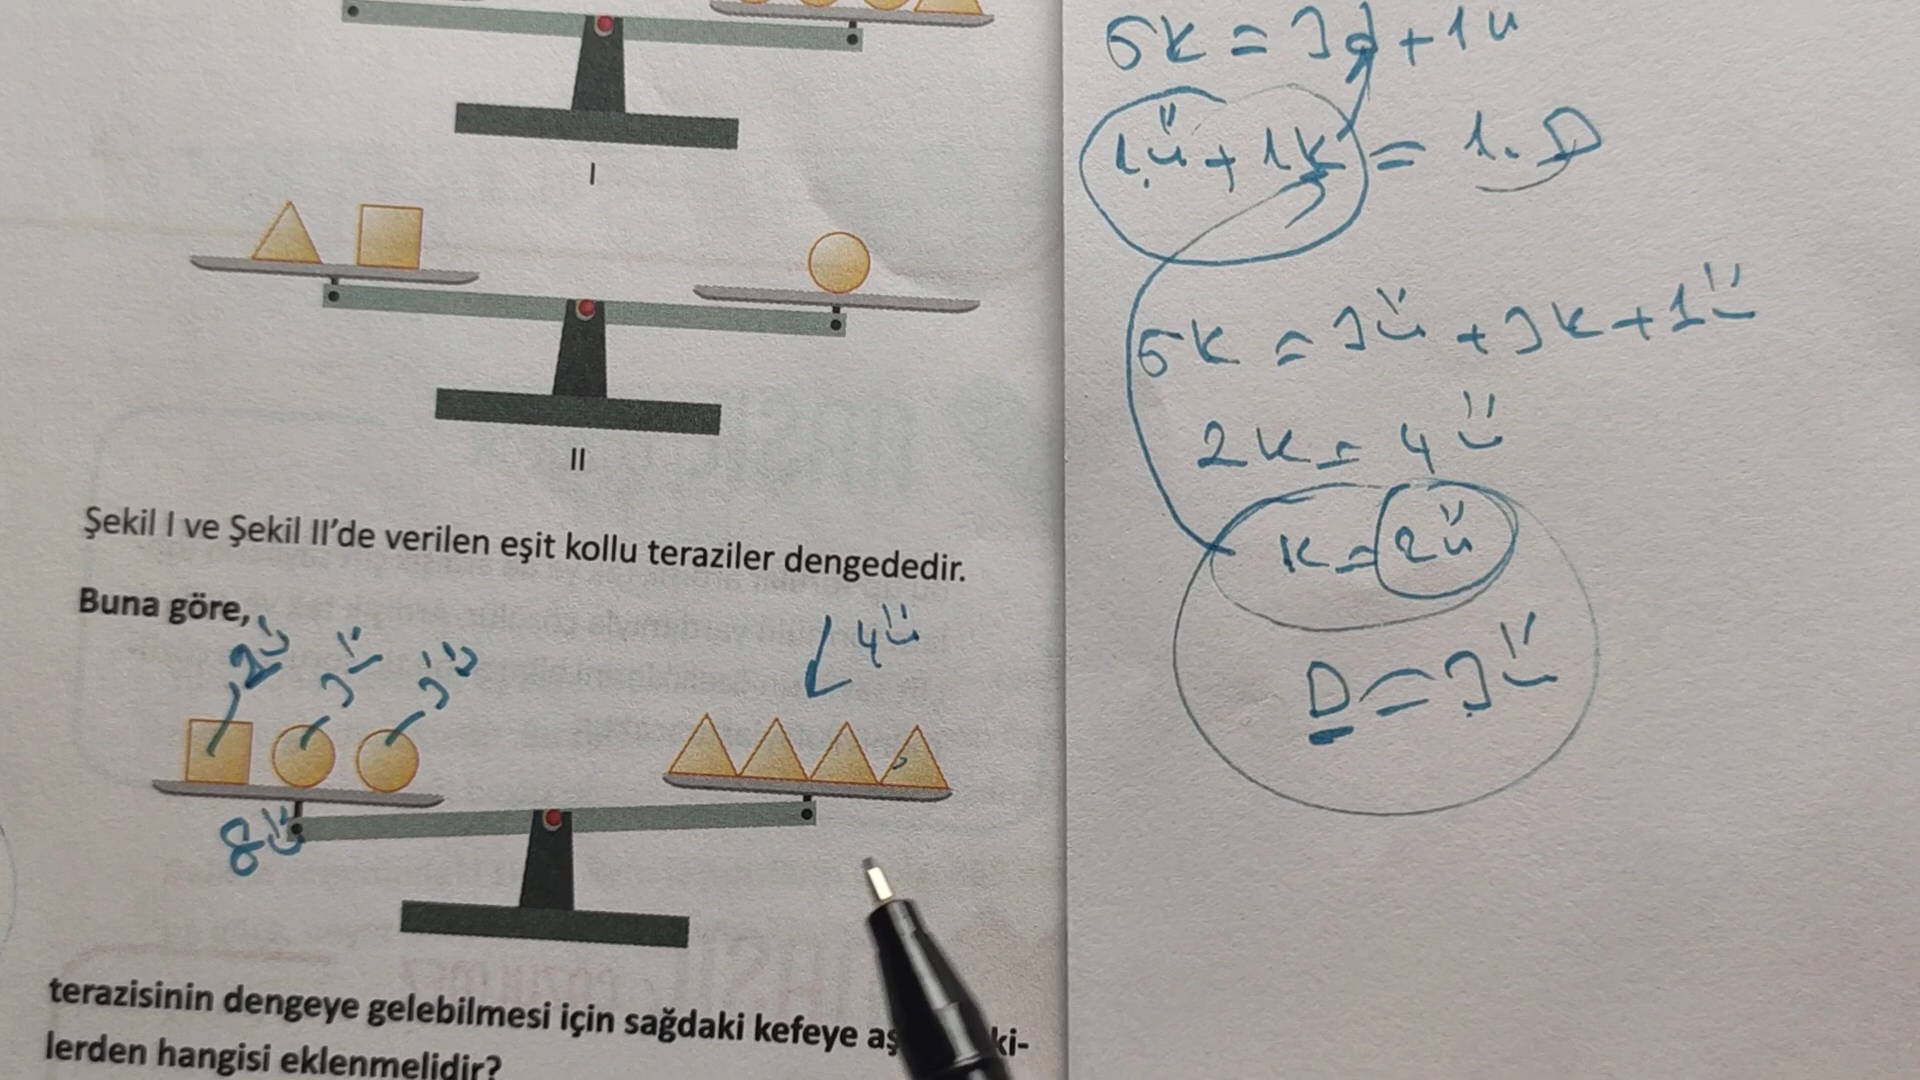 I
II
Şekil I ve Şekil II'de verilen eşit kollu teraziler dengededir.
Buna göre,
2ü 3ü 3ü
4ü
8ü
terazisinin dengeye gelebilmesi için sağdaki kefeye
lerden hangisi eklenmelidir?
5k = 3d + 1ü
1ü + 1k = 1.D
5k = 3ü + 3k + 1ü
2k = 4ü
k = 2ü
D = 3ü